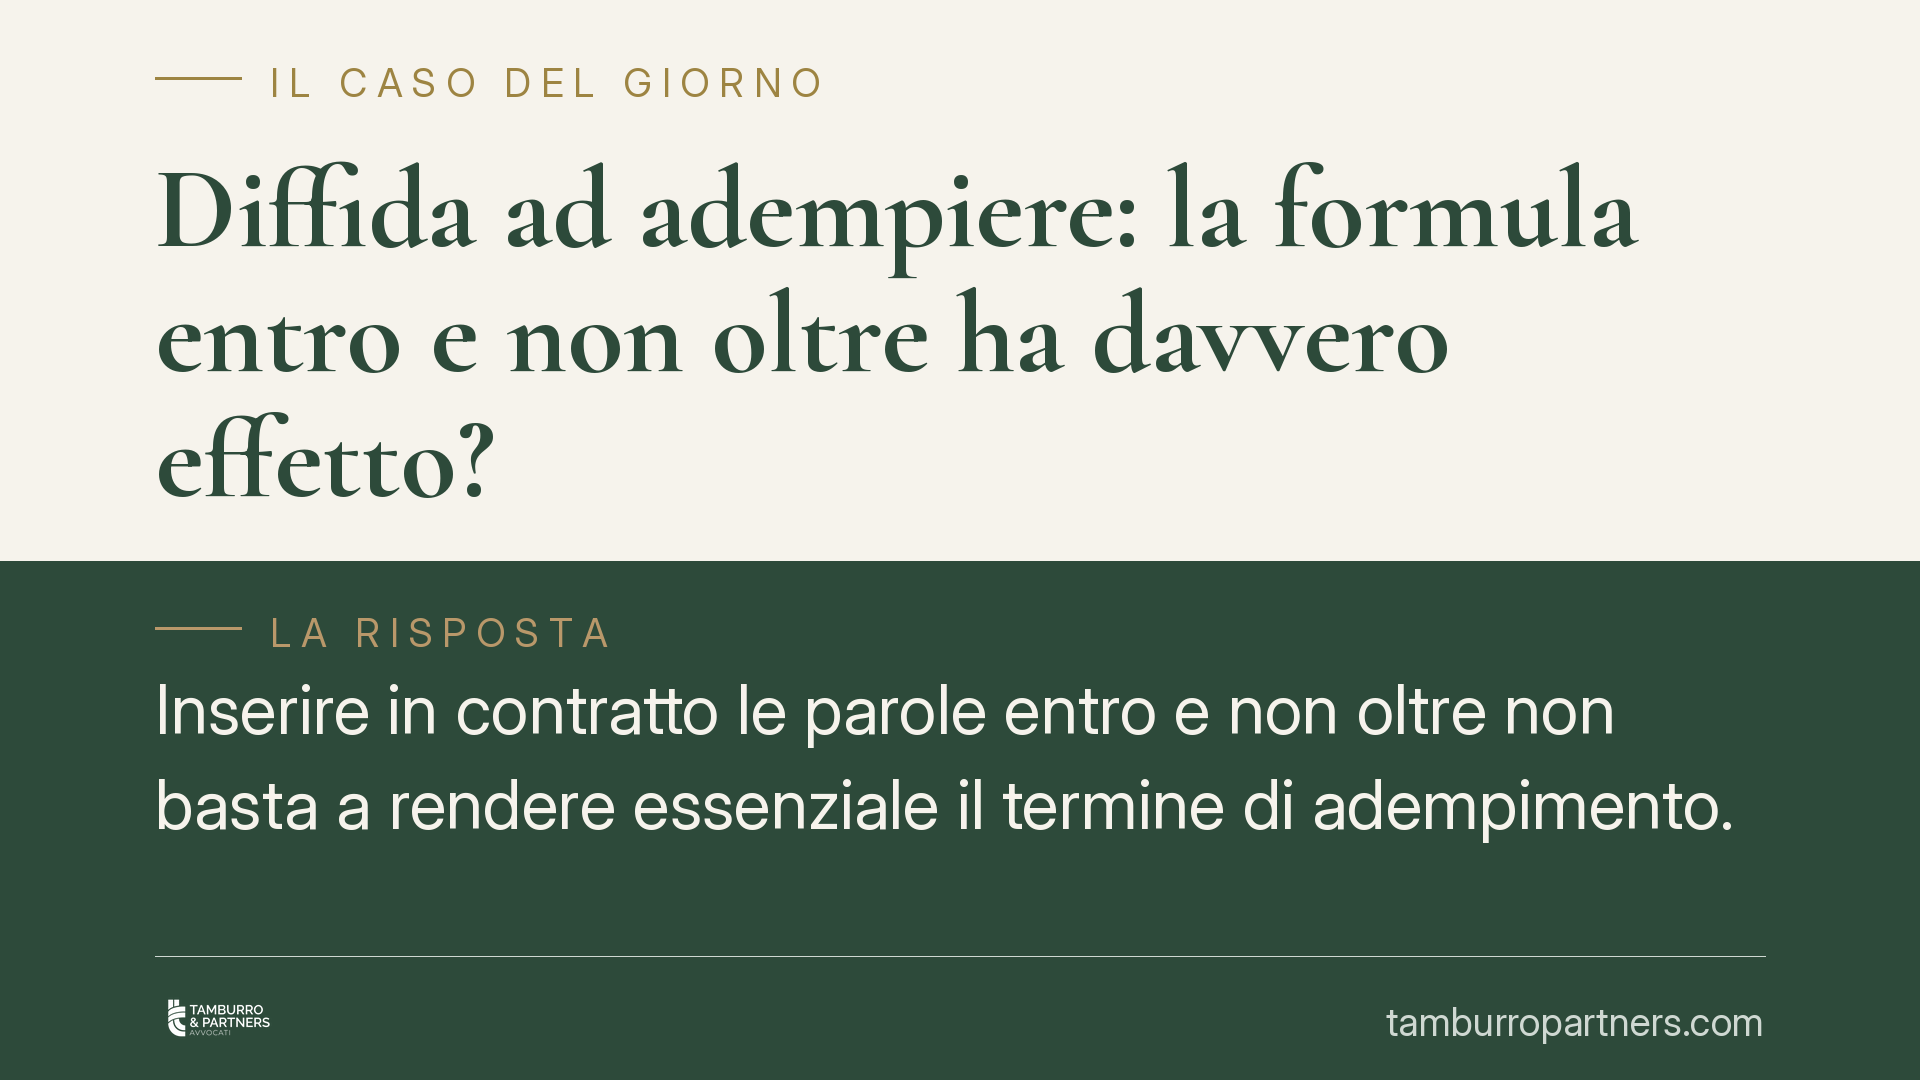 IL CASO DEL GIORNO
Diffida ad adempiere: la formula
entro e non oltre ha davvero
effetto?
LA RISPOSTA
Inserire in contratto le parole entro e non oltre non
basta a rendere essenziale il termine di adempimento.
TAMBURRO
& PARTNERS
AVVOCATI
tamburropartners.com